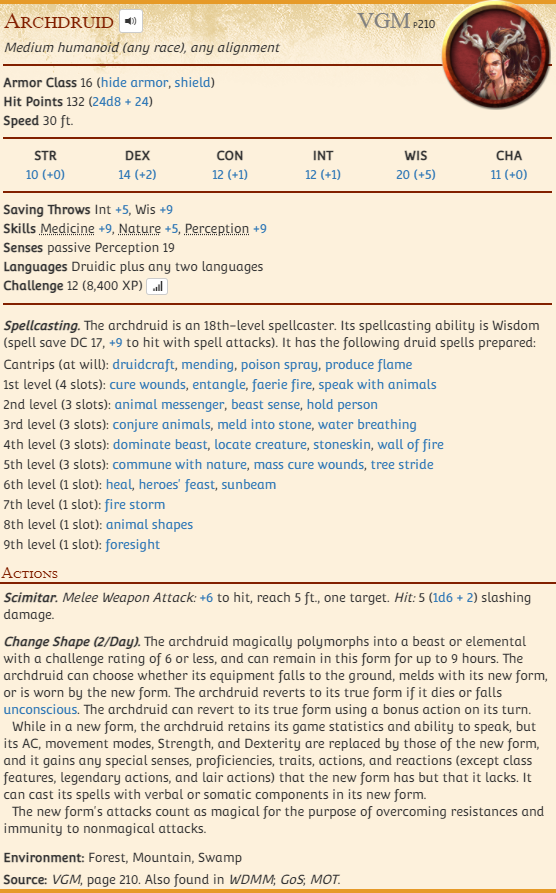 Archdruid
VGM P210
Medium humanoid (any race), any alignment
Armor Class 16 (hide armor, shield)
Hit Points 132 (24d8 + 24)
Speed 30 ft.
STR DEX CON INT WIS CHA
10 (+0) 14 (+2) 12 (+1) 12 (+1) 20 (+5) 11 (+0)
Saving Throws Int +5, Wis +9
Skills Medicine +9, Nature +5, Perception +9
Senses passive Perception 19
Languages Druidic plus any two languages
Challenge 12 (8,400 XP)
Spellcasting. The archdruid is an 18th-level spellcaster. Its spellcasting ability is Wisdom
(spell save DC 17, +9 to hit with spell attacks). It has the following druid spells prepared:
Cantrips (at will): druidcraft, mending, poison spray, produce flame
1st level (4 slots): cure wounds, entangle, faerie fire, speak with animals
2nd level (3 slots): animal messenger, beast sense, hold person
3rd level (3 slots): conjure animals, meld into stone, water breathing
4th level (3 slots): dominate beast, locate creature, stoneskin, wall of fire
5th level (3 slots): commune with nature, mass cure wounds, tree stride
6th level (1 slot): heal, heroes' feast, sunbeam
7th level (1 slot): fire storm
8th level (1 slot): animal shapes
9th level (1 slot): foresight
Actions
Scimitar. Melee Weapon Attack: +6 to hit, reach 5 ft., one target. Hit: 5 (1d6 + 2) slashing
damage.
Change Shape (2/Day). The archdruid magically polymorphs into a beast or elemental
with a challenge rating of 6 or less, and can remain in this form for up to 9 hours. The
archdruid can choose whether its equipment falls to the ground, melds with its new form,
or is worn by the new form. The archdruid reverts to its true form if it dies or falls
unconscious. The archdruid can revert to its true form using a bonus action on its turn.
While in a new form, the archdruid retains its game statistics and ability to speak, but
its AC, movement modes, Strength, and Dexterity are replaced by those of the new form,
and it gains any special senses, proficiencies, traits, actions, and reactions (except class
features, legendary actions, and lair actions) that the new form has but that it lacks. It
can cast its spells with verbal or somatic components in its new form.
The new form's attacks count as magical for the purpose of overcoming resistances and
immunity to nonmagical attacks.
Environment: Forest, Mountain, Swamp
Source: VGM, page 210. Also found in WDMM; GoS; MOT.